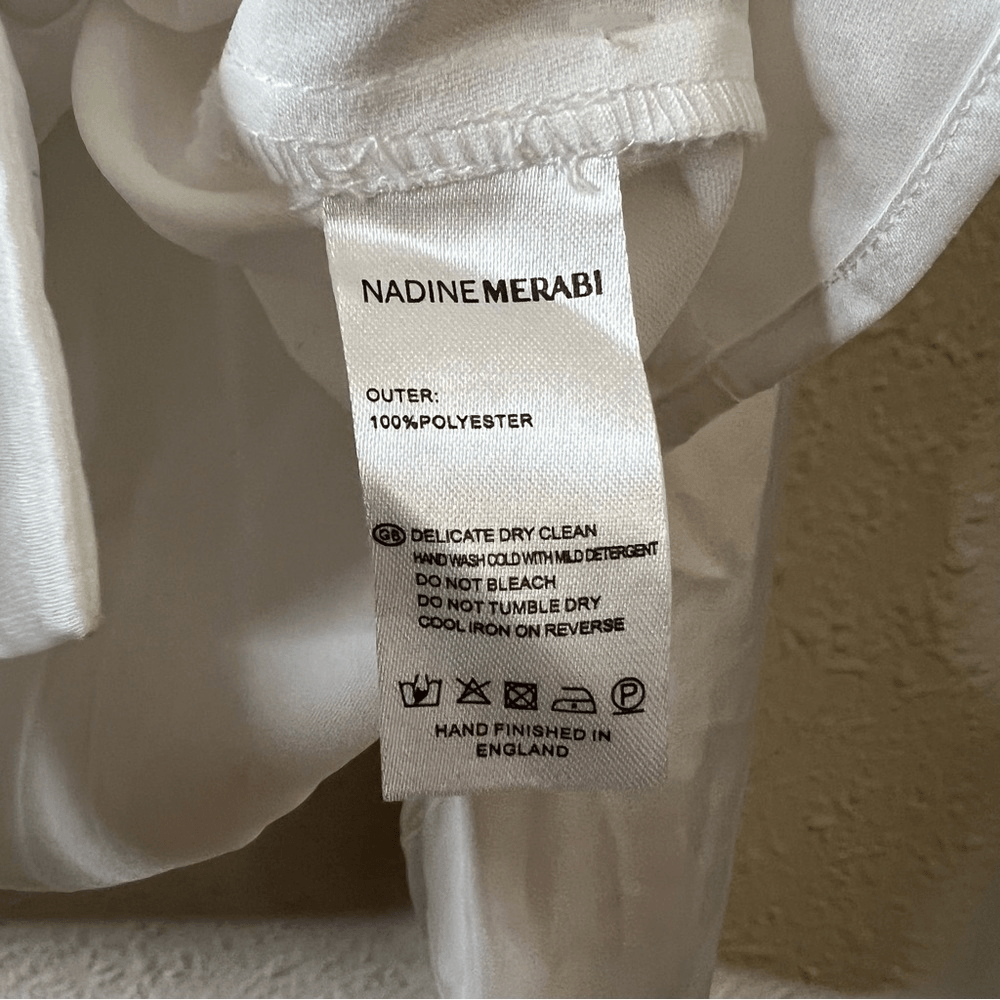 NADINE MERABI
OUTER:
100%POLYESTER
GB DELICATE DRY CLEAN
HAND WASH COLD WITH MILD DETERGENT
DO NOT BLEACH
DO NOT TUMBLE DRY
COOL IRON ON REVERSE
P
HAND FINISHED IN
ENGLAND